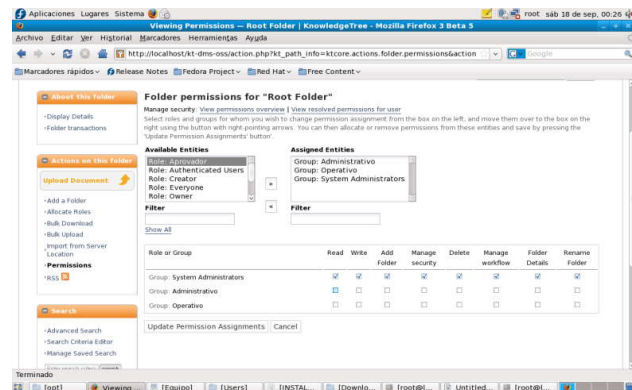 Aplicaciones Lugares Sistema root sáb 18 de sep, 00:26
Viewing Permissions — Root Folder | KnowledgeTree - Mozilla Firefox 3 Beta 5
Archivo Editar Ver Historial Marcadores Herramientas Ayuda
http://localhost/kt-dms-oss/action.php?kt_path_info=ktcore.actions.folder.permissions&action Google
Marcadores rápidos Release Notes Fedora Project Red Hat Free Content
About this folder
Display Details
Folder transactions
Actions on this folder
Upload Document
Add a Folder
Allocate Roles
Bulk Download
Bulk Upload
Import from Server
Location
Permissions
RSS
Search
Advanced Search
Search Criteria Editor
Manage Saved Search
Folder permissions for "Root Folder"
Manage security: View permissions overview | View resolved permissions for user
Select roles and groups for whom you wish to change permission assignment from the box on the left, and move them over to the box on the
right using the button with right-pointing arrows. You can then allocate or remove permissions from these entities and save by pressing the
'Update Permission Assignments' button'.
Available Entities Assigned Entities
Role: Aprovador
Role: Authenticated Users
Role: Creator
Role: Everyone
Role: Owner
»
«
Group: Administrativo
Group: Operativo
Group: System Administrators
Filter Filter
Show All
Role or Group Read Write Add Folder Manage security Delete Manage workflow Folder Details Rename Folder
Group: System Administrators
Group: Administrativo
Group: Operativo
Update Permission Assignments Cancel
Terminado
[opt] Viewing ... [Equipo] [Users] [INSTAL... [Downlo... [root@l... Untitled... [root@l...